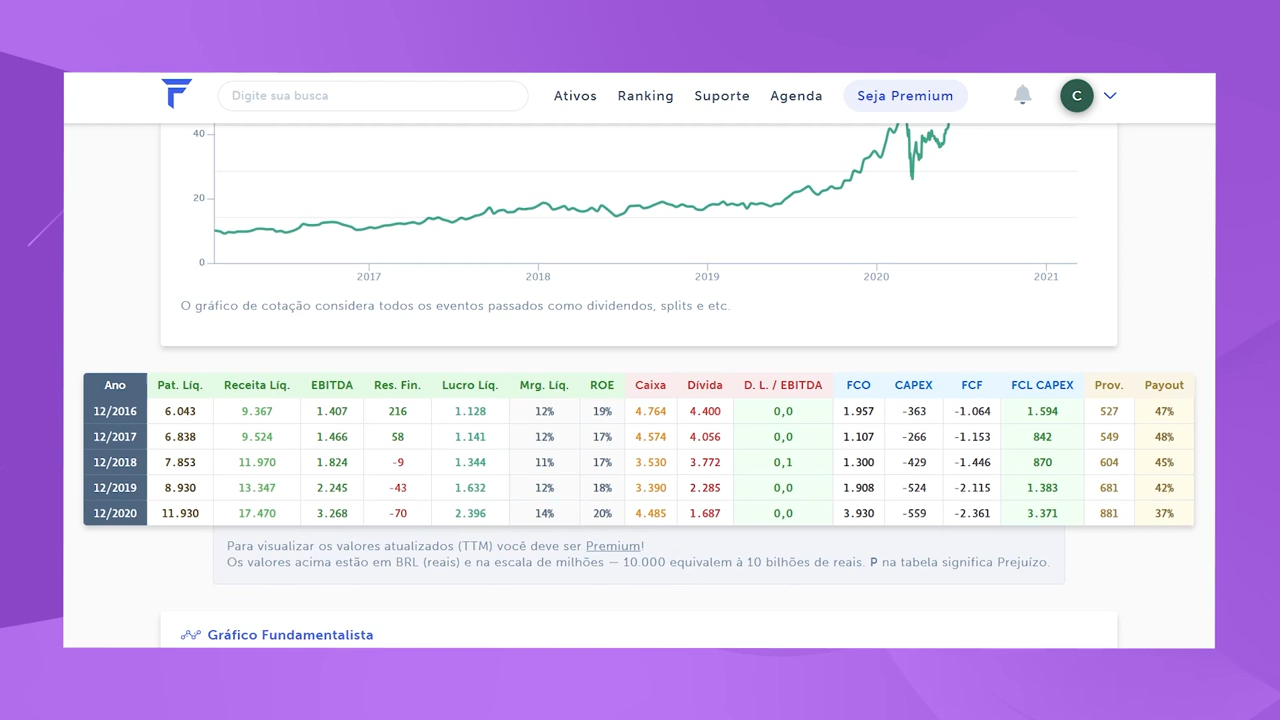 Digite sua busca
Ativos Ranking Suporte Agenda Seja Premium C
40
20
0
2017 2018 2019 2020 2021
O gráfico de cotação considera todos os eventos passados como dividendos, splits e etc.
Ano Pat. Líq. Receita Líq. EBITDA Res. Fin. Lucro Líq. Mrg. Líq. ROE Caixa Dívida D. L. / EBITDA FCO CAPEX FCF FCL CAPEX Prov. Payout
12/2016 6.043 9.367 1.407 216 1.128 12% 19% 4.764 4.400 0,0 1.957 -363 -1.064 1.594 527 47%
12/2017 6.838 9.524 1.466 58 1.141 12% 17% 4.574 4.056 0,0 1.107 -266 -1.153 842 549 48%
12/2018 7.853 11.970 1.824 -9 1.344 11% 17% 3.530 3.772 0,1 1.300 -429 -1.446 870 604 45%
12/2019 8.930 13.347 2.245 -43 1.632 12% 18% 3.390 2.285 0,0 1.908 -524 -2.115 1.383 681 42%
12/2020 11.930 17.470 3.268 -70 2.396 14% 20% 4.485 1.687 0,0 3.930 -559 -2.361 3.371 881 37%
Para visualizar os valores atualizados (TTM) você deve ser Premium!
Os valores acima estão em BRL (reais) e na escala de milhões — 10.000 equivalem à 10 bilhões de reais. P na tabela significa Prejuízo.
Gráfico Fundamentalista